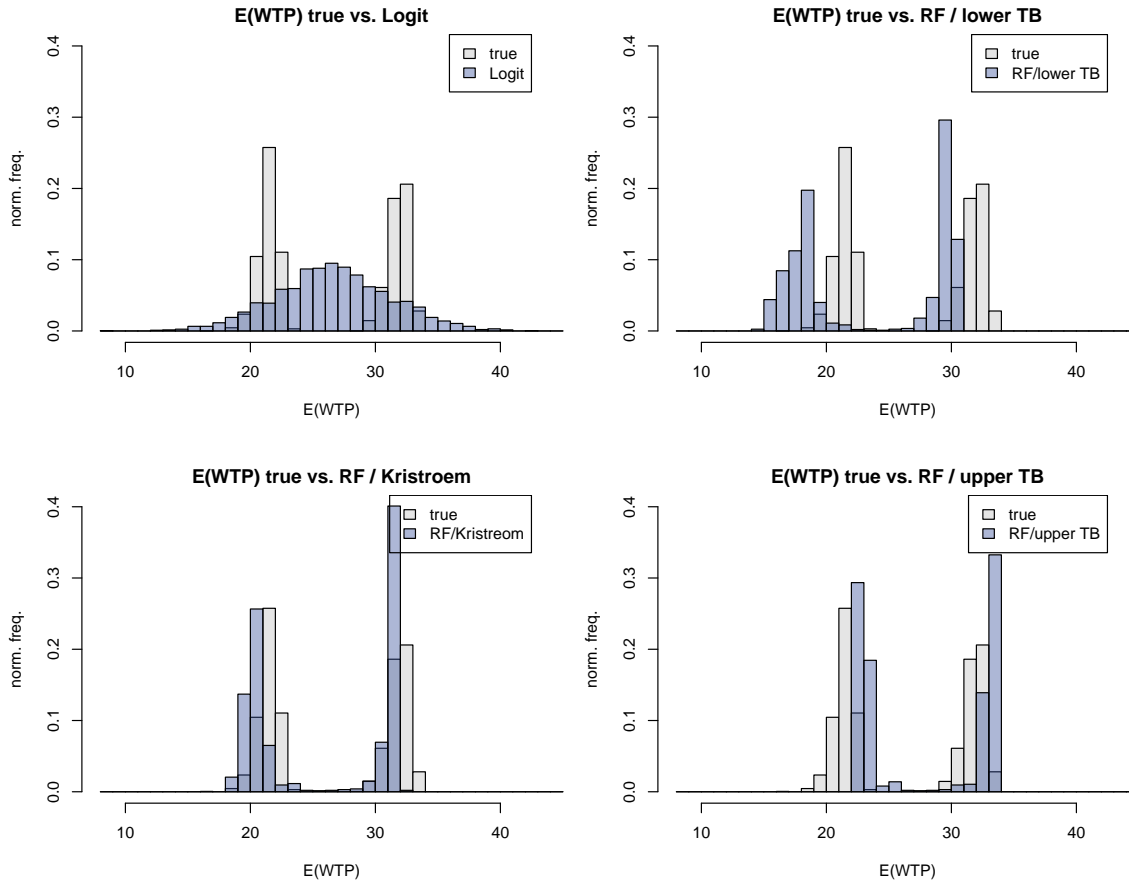 E(WTP) true vs. Logit
norm. freq.
0.0
0.1
0.2
0.3
0.4
true
Logit
10
20
30
40
E(WTP)
E(WTP) true vs. RF / lower TB
norm. freq.
0.0
0.1
0.2
0.3
0.4
true
RF/lower TB
10
20
30
40
E(WTP)
E(WTP) true vs. RF / Kristroem
norm. freq.
0.0
0.1
0.2
0.3
0.4
true
RF/Kristreom
10
20
30
40
E(WTP)
E(WTP) true vs. RF / upper TB
norm. freq.
0.0
0.1
0.2
0.3
0.4
true
RF/upper TB
10
20
30
40
E(WTP)